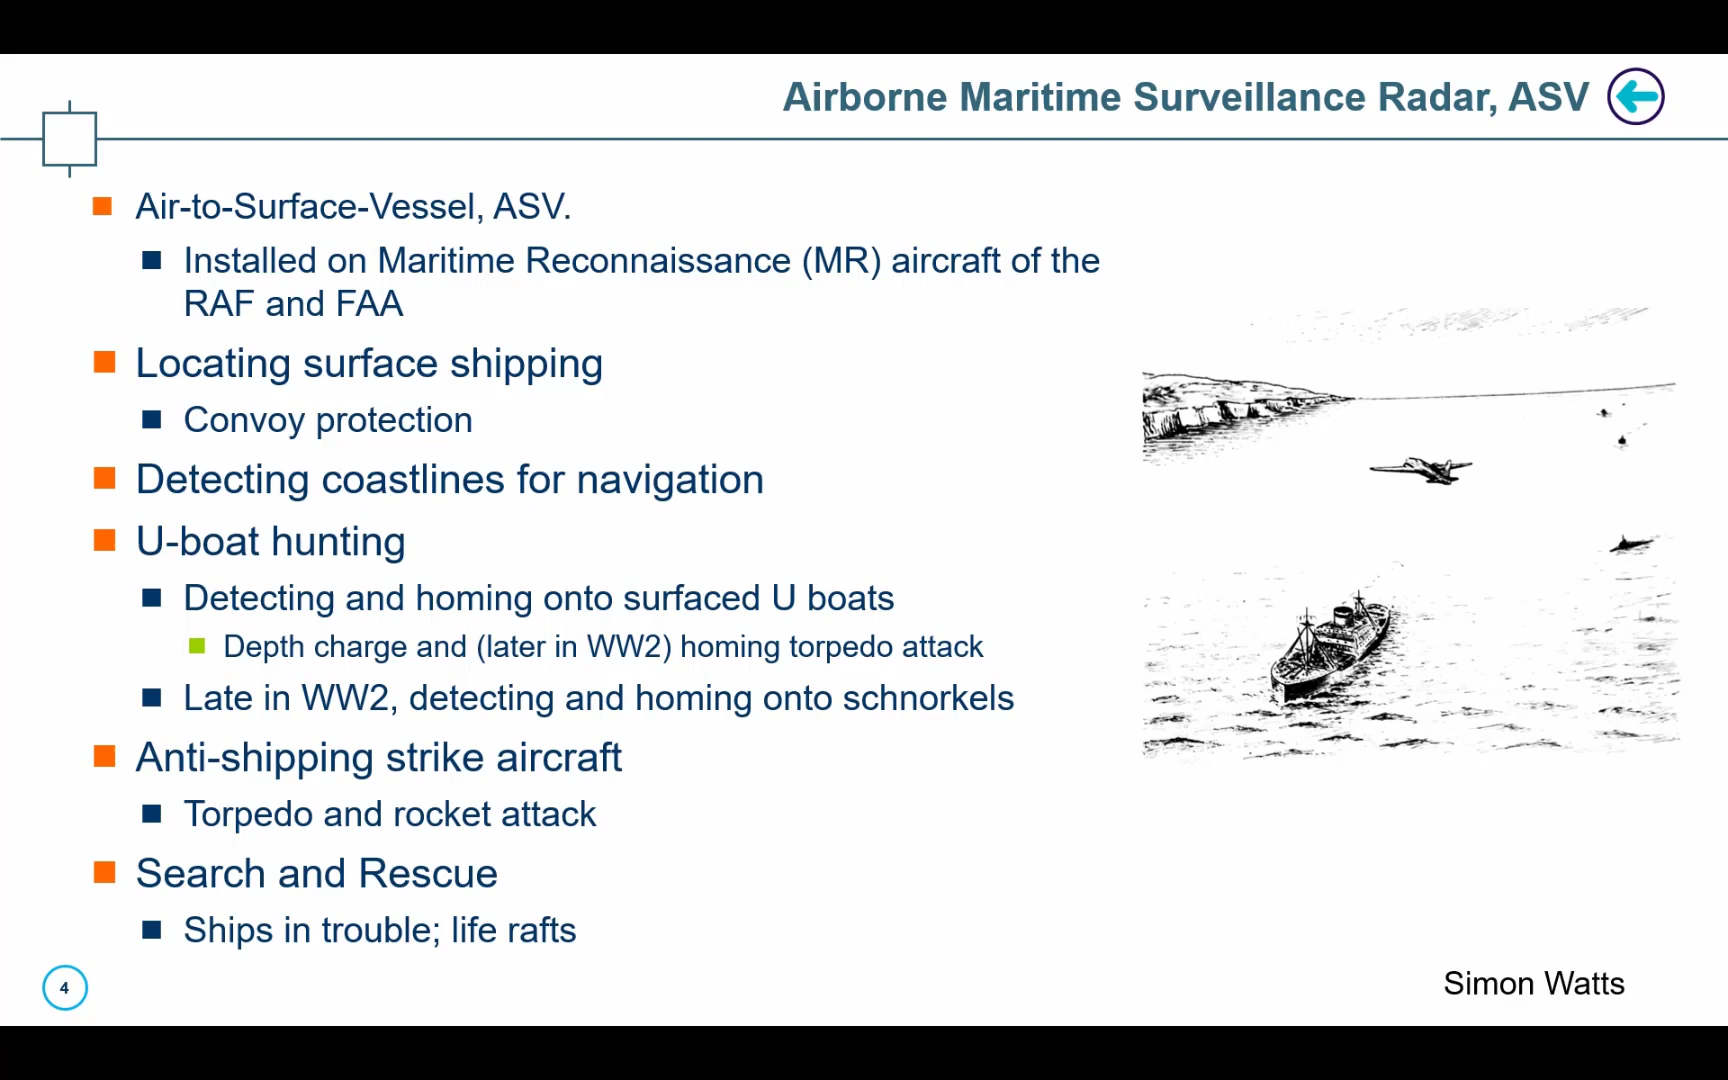 Airborne Maritime Surveillance Radar, ASV
Air-to-Surface-Vessel, ASV.
Installed on Maritime Reconnaissance (MR) aircraft of the
RAF and FAA
Locating surface shipping
Convoy protection
Detecting coastlines for navigation
U-boat hunting
Detecting and homing onto surfaced U boats
Depth charge and (later in WW2) homing torpedo attack
Late in WW2, detecting and homing onto schnorkels
Anti-shipping strike aircraft
Torpedo and rocket attack
Search and Rescue
Ships in trouble; life rafts
4
Simon Watts